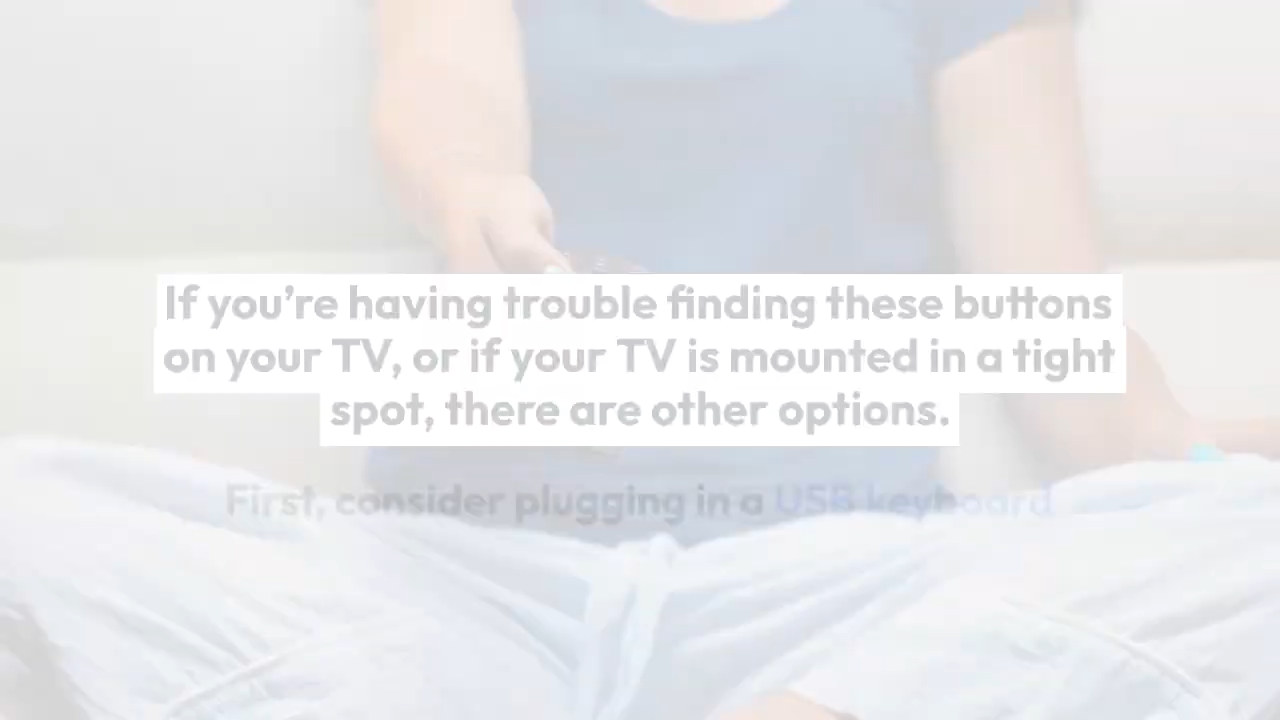 If you’re having trouble finding these buttons
on your TV, or if your TV is mounted in a tight
spot, there are other options.
First, consider plugging in a USB keyboard